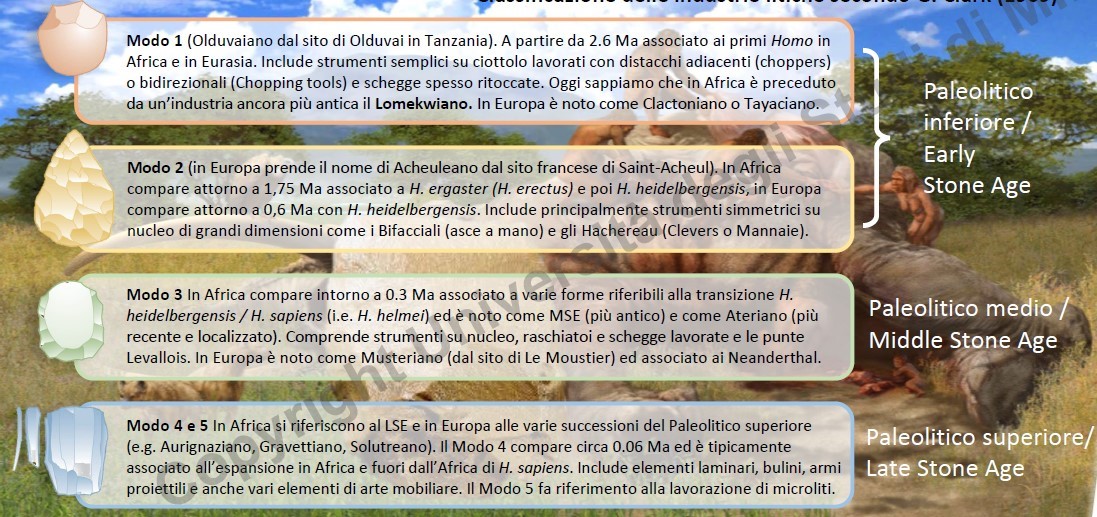 Classificazione delle industrie litiche secondo G. Clark (1969)
Modo 1 (Olduvaiano dal sito di Olduvai in Tanzania). A partire da 2.6 Ma associato ai primi Homo in
Africa e in Eurasia. Include strumenti semplici su ciottolo lavorati con distacchi adiacenti (choppers)
o bidirezionali (Chopping tools) e schegge spesso ritoccate. Oggi sappiamo che in Africa è preceduto
da un'industria ancora più antica il Lomekwiano. In Europa è noto come Clactoniano o Tayaciano.
Paleolitico
inferiore /
Early
Stone Age
Modo 2 (in Europa prende il nome di Acheuleano dal sito francese di Saint-Acheul). In Africa
compare attorno a 1,75 Ma associato a H. ergaster (H. erectus) e poi H. heidelbergensis, in Europa
compare attorno a 0,6 Ma con H. heidelbergensis. Include principalmente strumenti simmetrici su
nucleo di grandi dimensioni come i Bifacciali (asce a mano) e gli Hachereau (Clevers o Mannaie).
Modo 3 In Africa compare intorno a 0.3 Ma associato a varie forme riferibili alla transizione H.
heidelbergensis / H. sapiens (i.e. H. helmei) ed è noto come MSE (più antico) e come Ateriano (più
recente e localizzato). Comprende strumenti su nucleo, raschiatoi e schegge lavorate e le punte
Levallois. In Europa è noto come Musteriano (dal sito di Le Moustier) ed associato ai Neanderthal.
Paleolitico medio /
Middle Stone Age
Modo 4 e 5 In Africa si riferiscono al LSE e in Europa alle varie successioni del Paleolitico superiore
(e.g. Aurignaziano, Gravettiano, Solutreano). Il Modo 4 compare circa 0.06 Ma ed è tipicamente
associato all'espansione in Africa e fuori dall'Africa di H. sapiens. Include elementi laminari, bulini, armi
proiettili e anche vari elementi di arte mobiliare. Il Modo 5 fa riferimento alla lavorazione di microliti.
Paleolitico superiore/
Late Stone Age
Copyright Università degli Studi di